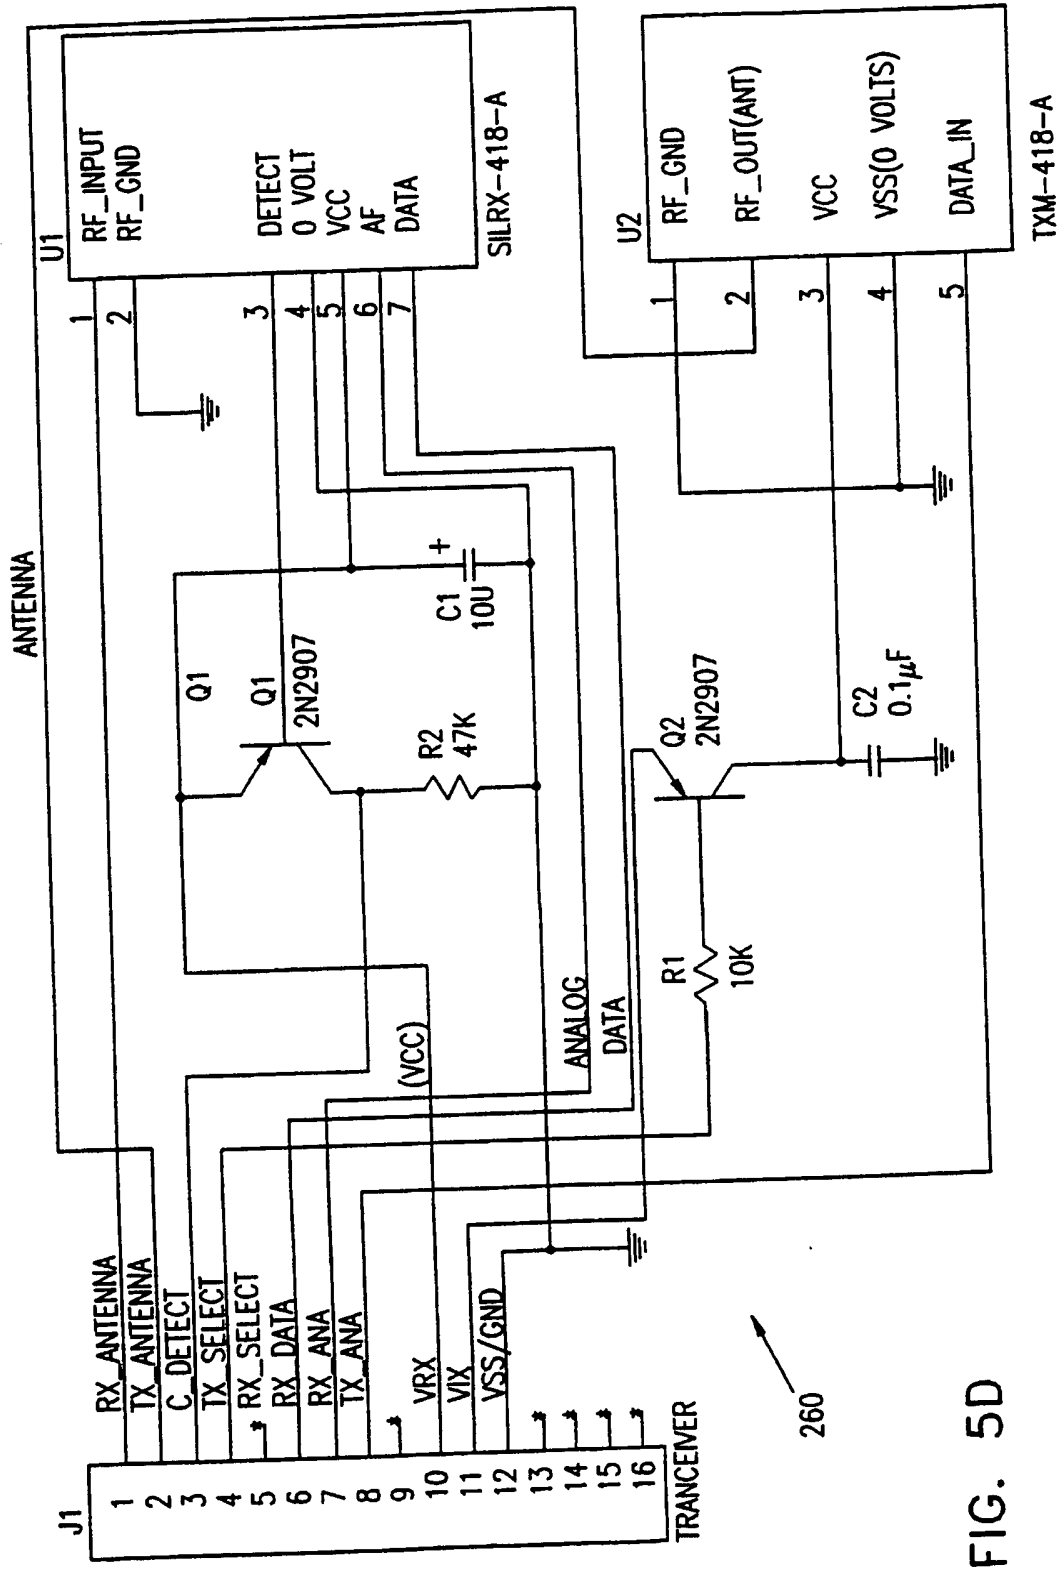 ANTENNA
U1
1 RF_INPUT
2 RF_GND
3 DETECT
4 0 VOLT
5 VCC
6 AF
7 DATA
SILRX-418-A
Q1
Q1
2N2907
R2
47K
+
C1
10U
U2
1 RF_GND
2 RF_OUT(ANT)
3 VCC
4 VSS(0 VOLTS)
5 DATA_IN
TXM-418-A
Q2
2N2907
C2
0.1µF
R1
10K
ANALOG
DATA
(VCC)
J1
1 RX_ANTENNA
2 TX_ANTENNA
3 C_DETECT
4 TX_SELECT
5 RX_SELECT
6 RX_DATA
7 RX_ANA
8 TX_ANA
9
10 VRX
11 VIX
12 VSS/GND
13
14
15
16
TRANCEIVER
260
FIG. 5D